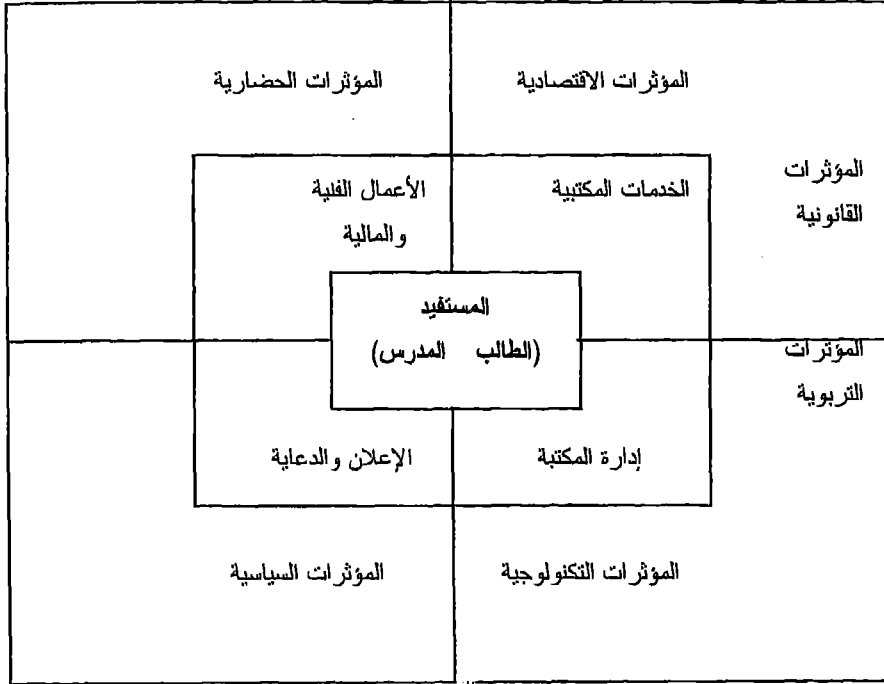 المؤثرات الاقتصادية
المؤثرات الحضارية
المؤثرات
القانونية
الخدمات المكتبية
الأعمال الفنية
والمالية
المستفيد
(الطالب المدرس)
المؤثرات
التربوية
إدارة المكتبة
الإعلان والدعاية
المؤثرات التكنولوجية
المؤثرات السياسية